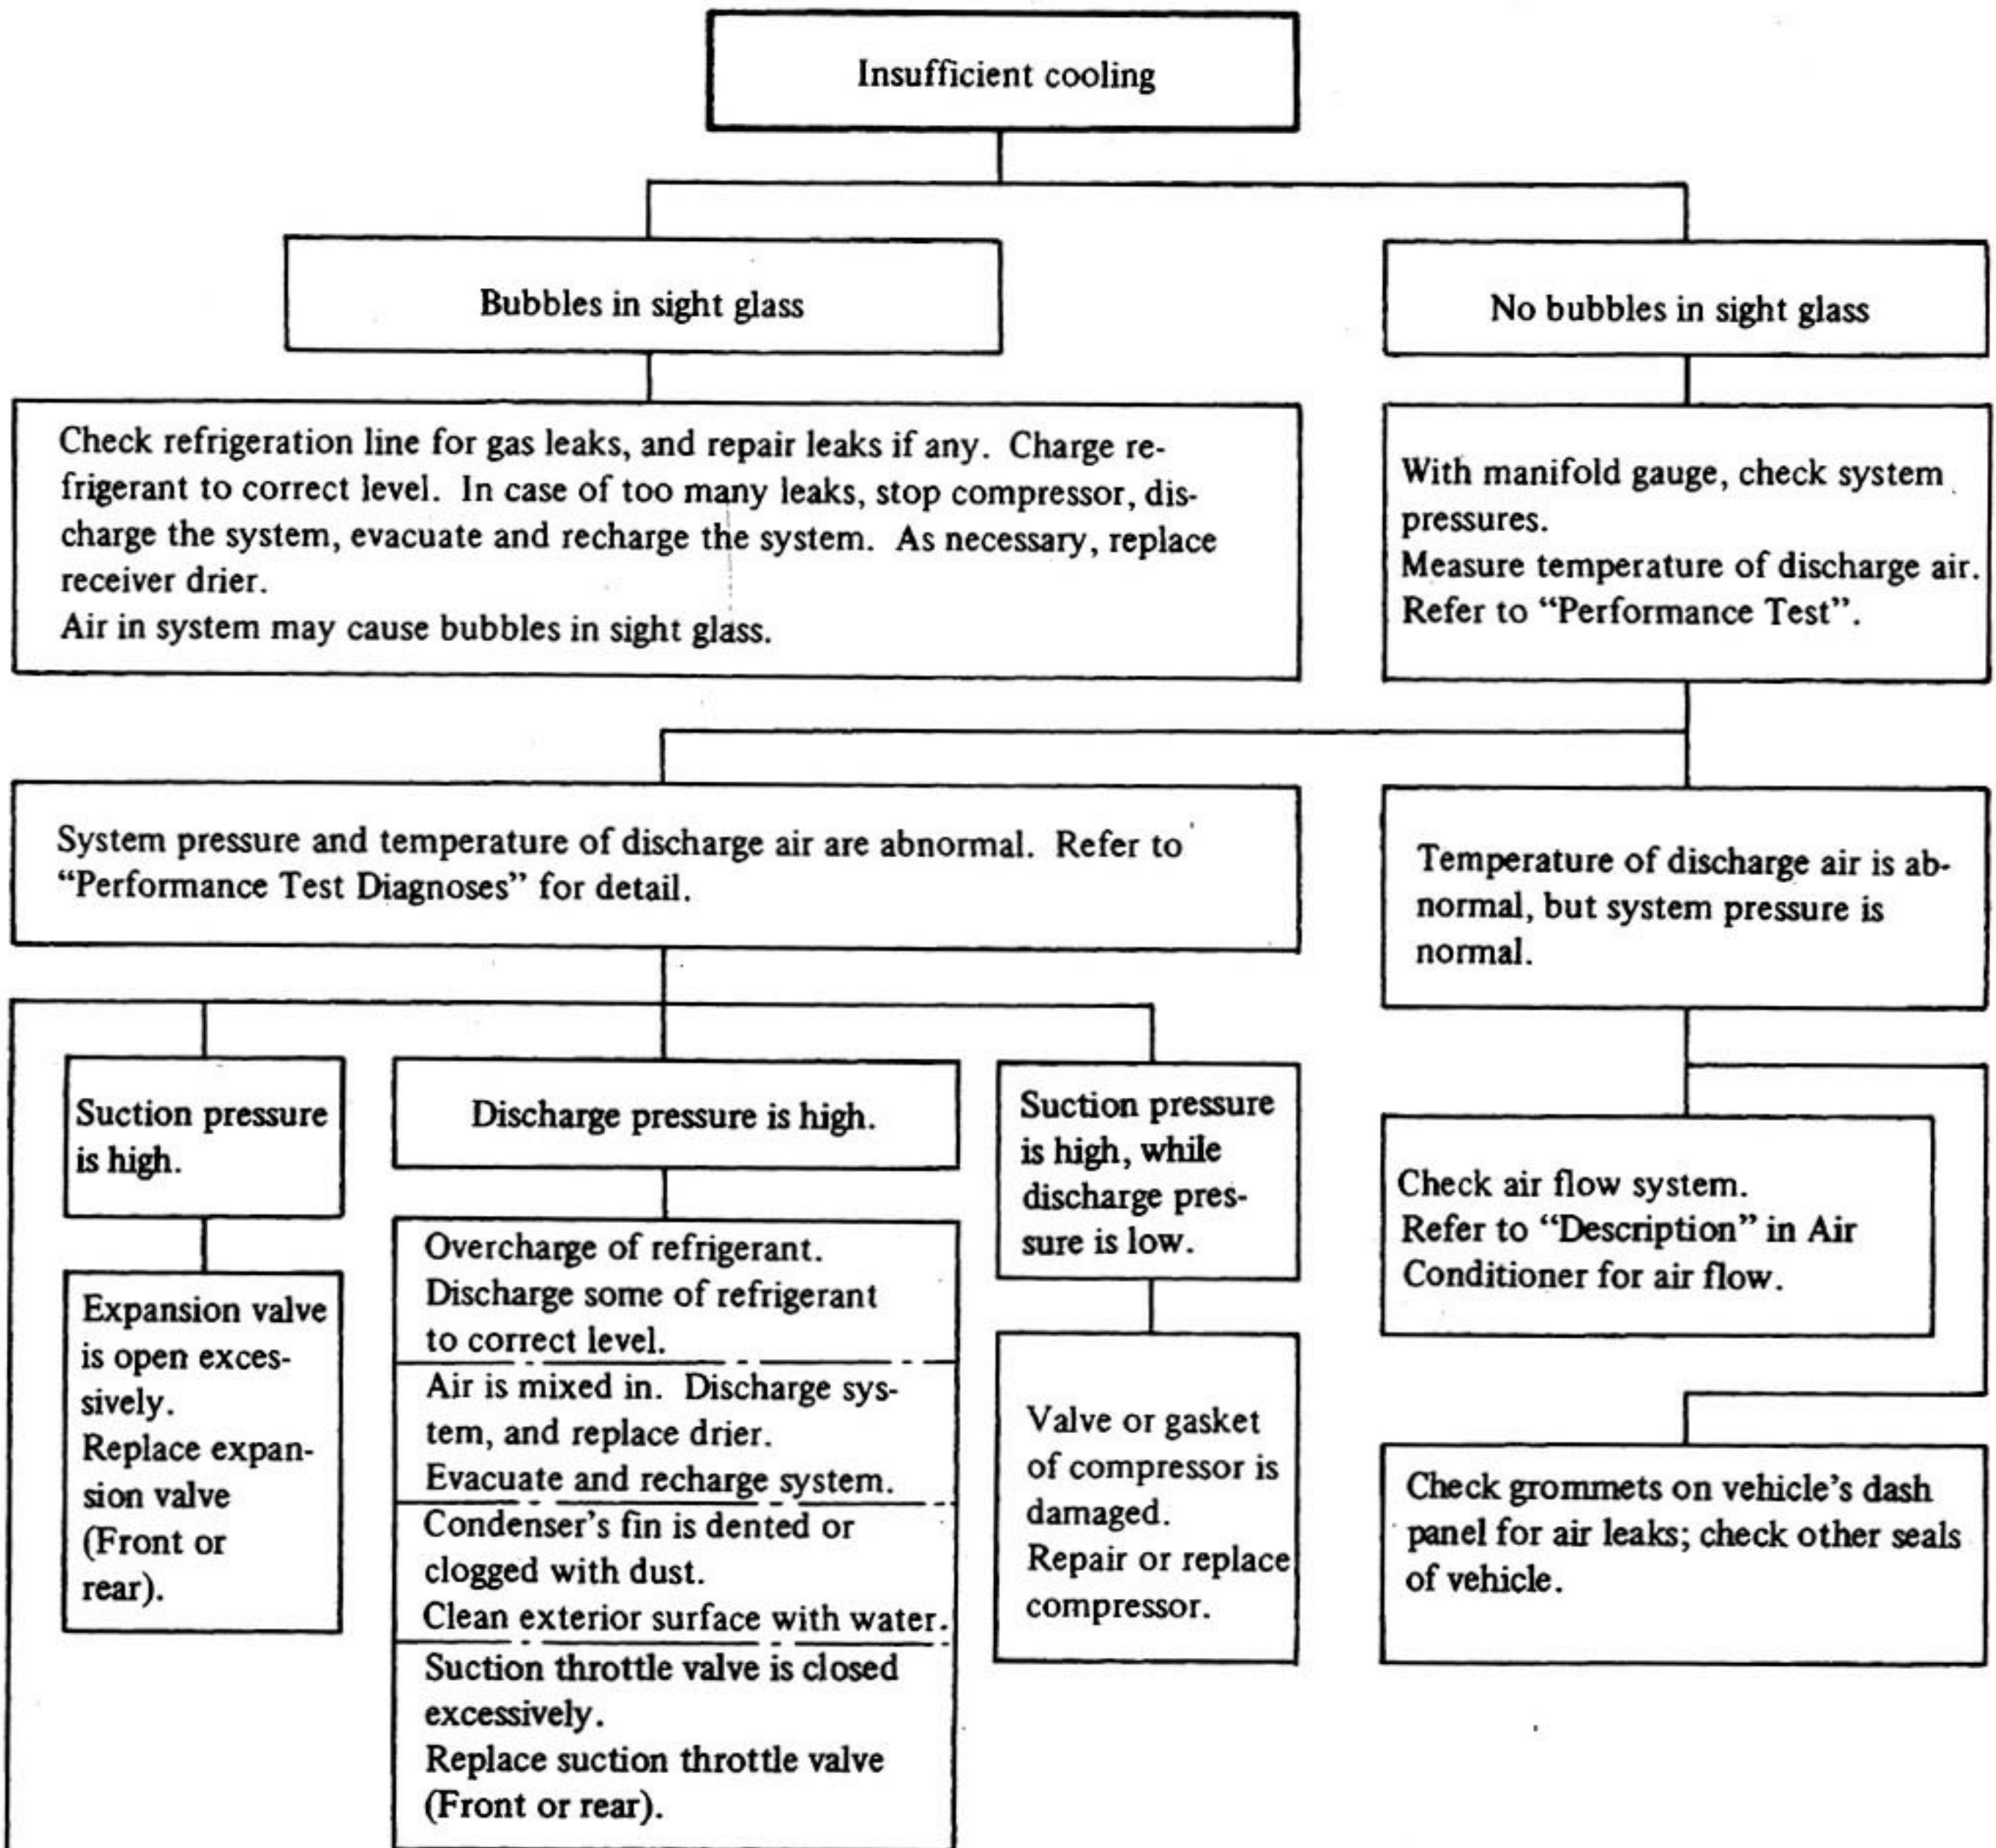 Insufficient cooling
Bubbles in sight glass
No bubbles in sight glass
Check refrigeration line for gas leaks, and repair leaks if any. Charge re-
frigerant to correct level. In case of too many leaks, stop compressor, dis-
charge the system, evacuate and recharge the system. As necessary, replace
receiver drier.
Air in system may cause bubbles in sight glass.
With manifold gauge, check system
pressures.
Measure temperature of discharge air.
Refer to “Performance Test”.
System pressure and temperature of discharge air are abnormal. Refer to
“Performance Test Diagnoses” for detail.
Temperature of discharge air is ab-
normal, but system pressure is
normal.
Suction pressure
is high.
Expansion valve
is open exces-
sively.
Replace expan-
sion valve
(Front or
rear).
Discharge pressure is high.
Overcharge of refrigerant.
Discharge some of refrigerant
to correct level.
Air is mixed in. Discharge sys-
tem, and replace drier.
Evacuate and recharge system.
Condenser’s fin is dented or
clogged with dust.
Clean exterior surface with water.
Suction throttle valve is closed
excessively.
Replace suction throttle valve
(Front or rear).
Suction pressure
is high, while
discharge pres-
sure is low.
Valve or gasket
of compressor is
damaged.
Repair or replace
compressor.
Check air flow system.
Refer to “Description” in Air
Conditioner for air flow.
Check grommets on vehicle’s dash
panel for air leaks; check other seals
of vehicle.